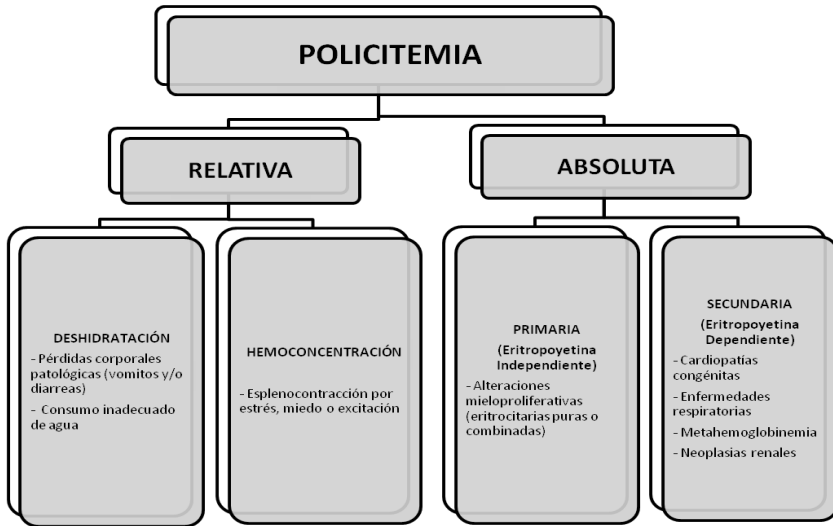 POLICITEMIA
RELATIVA
ABSOLUTA
DESHIDRATACIÓN
- Pérdidas corporales
patológicas (vomitos y/o
diarreas)
- Consumo inadecuado
de agua
HEMOCONCENTRACIÓN
- Esplenocontracción por
estrés, miedo o excitación
PRIMARIA
(Eritropoyetina
Independiente)
- Alteraciones
mieloproliferativas
(eritrocitarias puras o
combinadas)
SECUNDARIA
(Eritropoyetina
Dependiente)
- Cardiopatías
congénitas
- Enfermedades
respiratorias
- Metahemoglobinemia
- Neoplasias renales